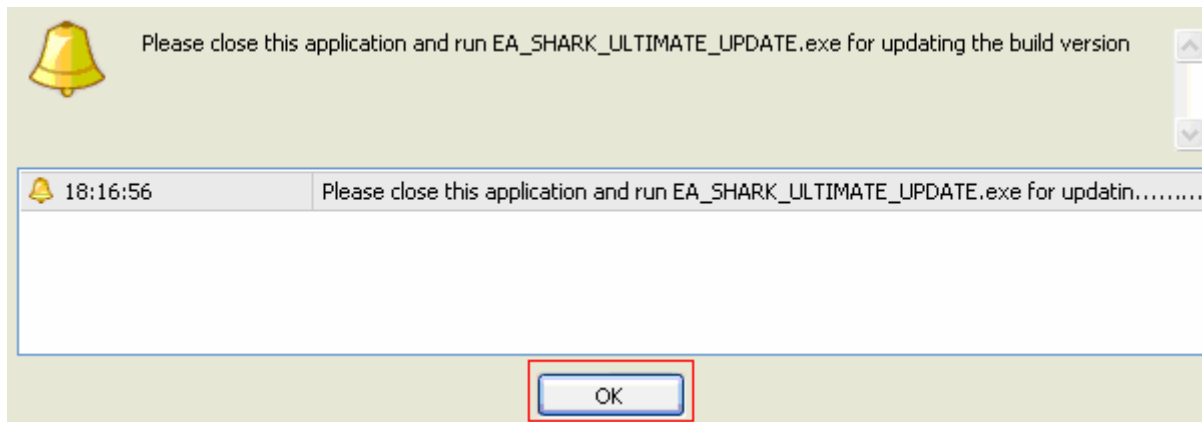 Please close this application and run EA_SHARK_ULTIMATE_UPDATE.exe for updating the build version
18:16:56 Please close this application and run EA_SHARK_ULTIMATE_UPDATE.exe for updatin.........
OK